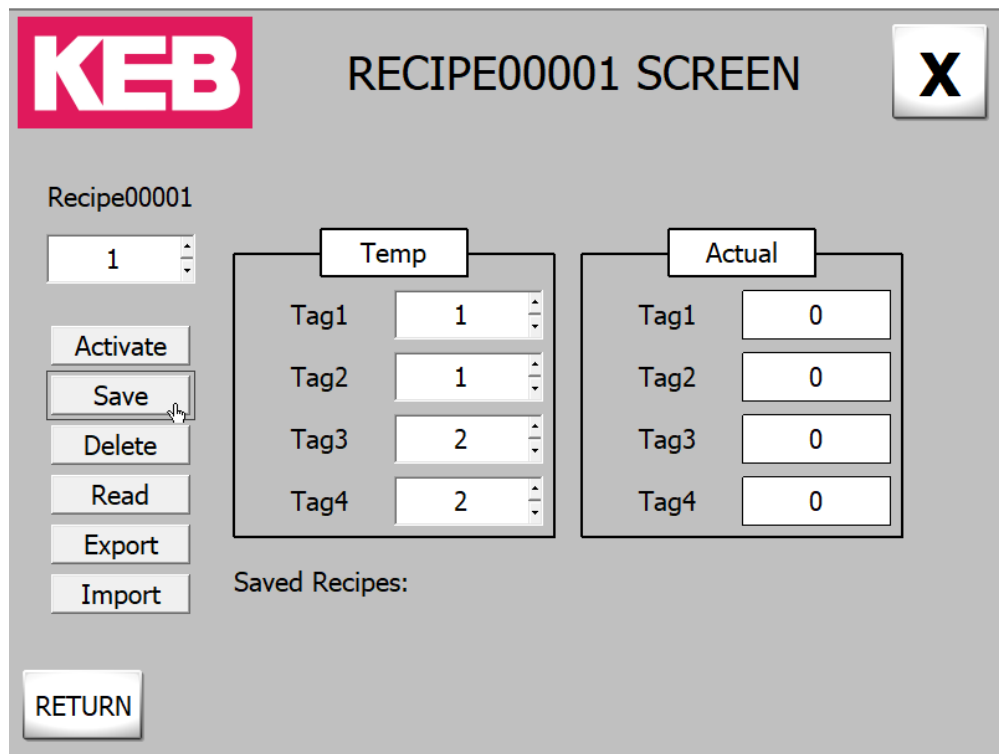 KEB
RECIPE00001 SCREEN
X
Recipe00001
1
Temp
Actual
Tag1 1
Tag1 0
Tag2 1
Tag2 0
Tag3 2
Tag3 0
Tag4 2
Tag4 0
Activate
Save
Delete
Read
Export
Import
Saved Recipes:
RETURN